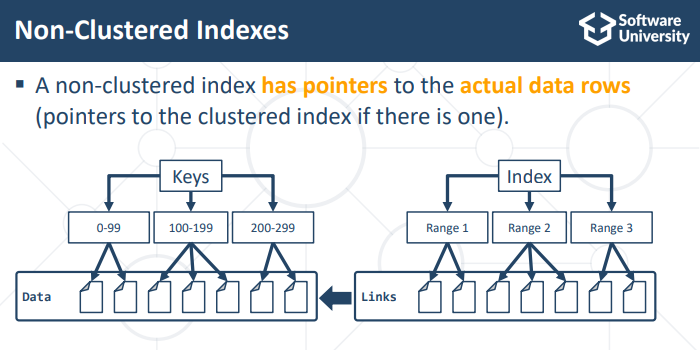 Non-Clustered Indexes
Software
University
▪ A non-clustered index has pointers to the actual data rows
(pointers to the clustered index if there is one).
Keys
0-99
100-199
200-299
Data
Index
Range 1
Range 2
Range 3
Links